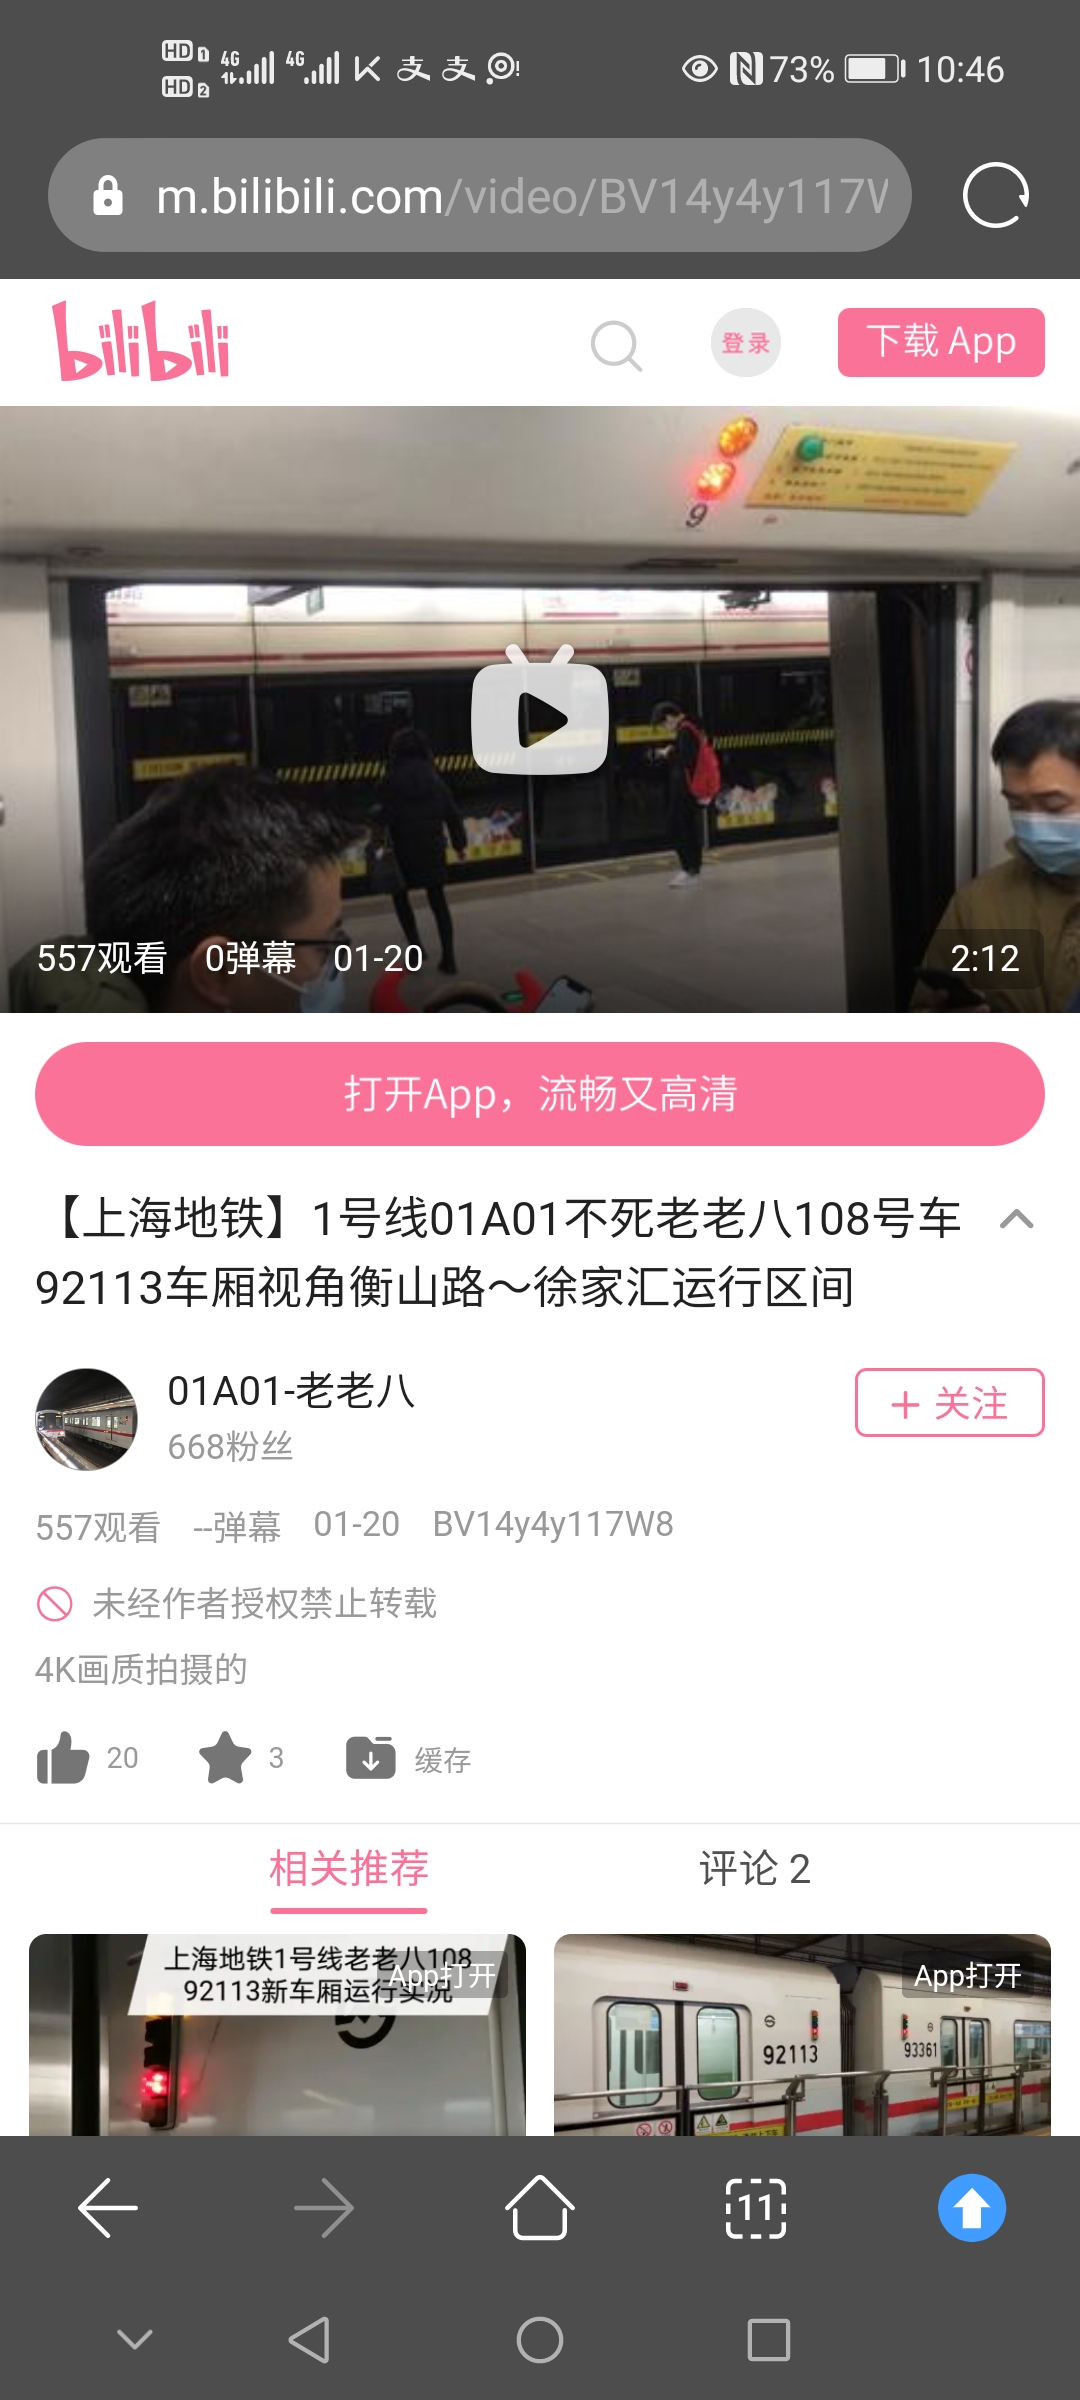 HD 1 4G 4G 73% 10:46
HD 2
m.bilibili.com/video/BV14y4y117W
bilibili 登录 下载 App
9
557观看 0弹幕 01-20 2:12
打开App，流畅又高清
【上海地铁】1号线01A01不死老老八108号车
92113车厢视角衡山路～徐家汇运行区间
01A01-老老八
668粉丝
+ 关注
557观看 --弹幕 01-20 BV14y4y117W8
未经作者授权禁止转载
4K画质拍摄的
20 3 缓存
相关推荐 评论 2
上海地铁1号线老老八108
92113新车厢运行实况
App打开
App打开
92113
93361
11